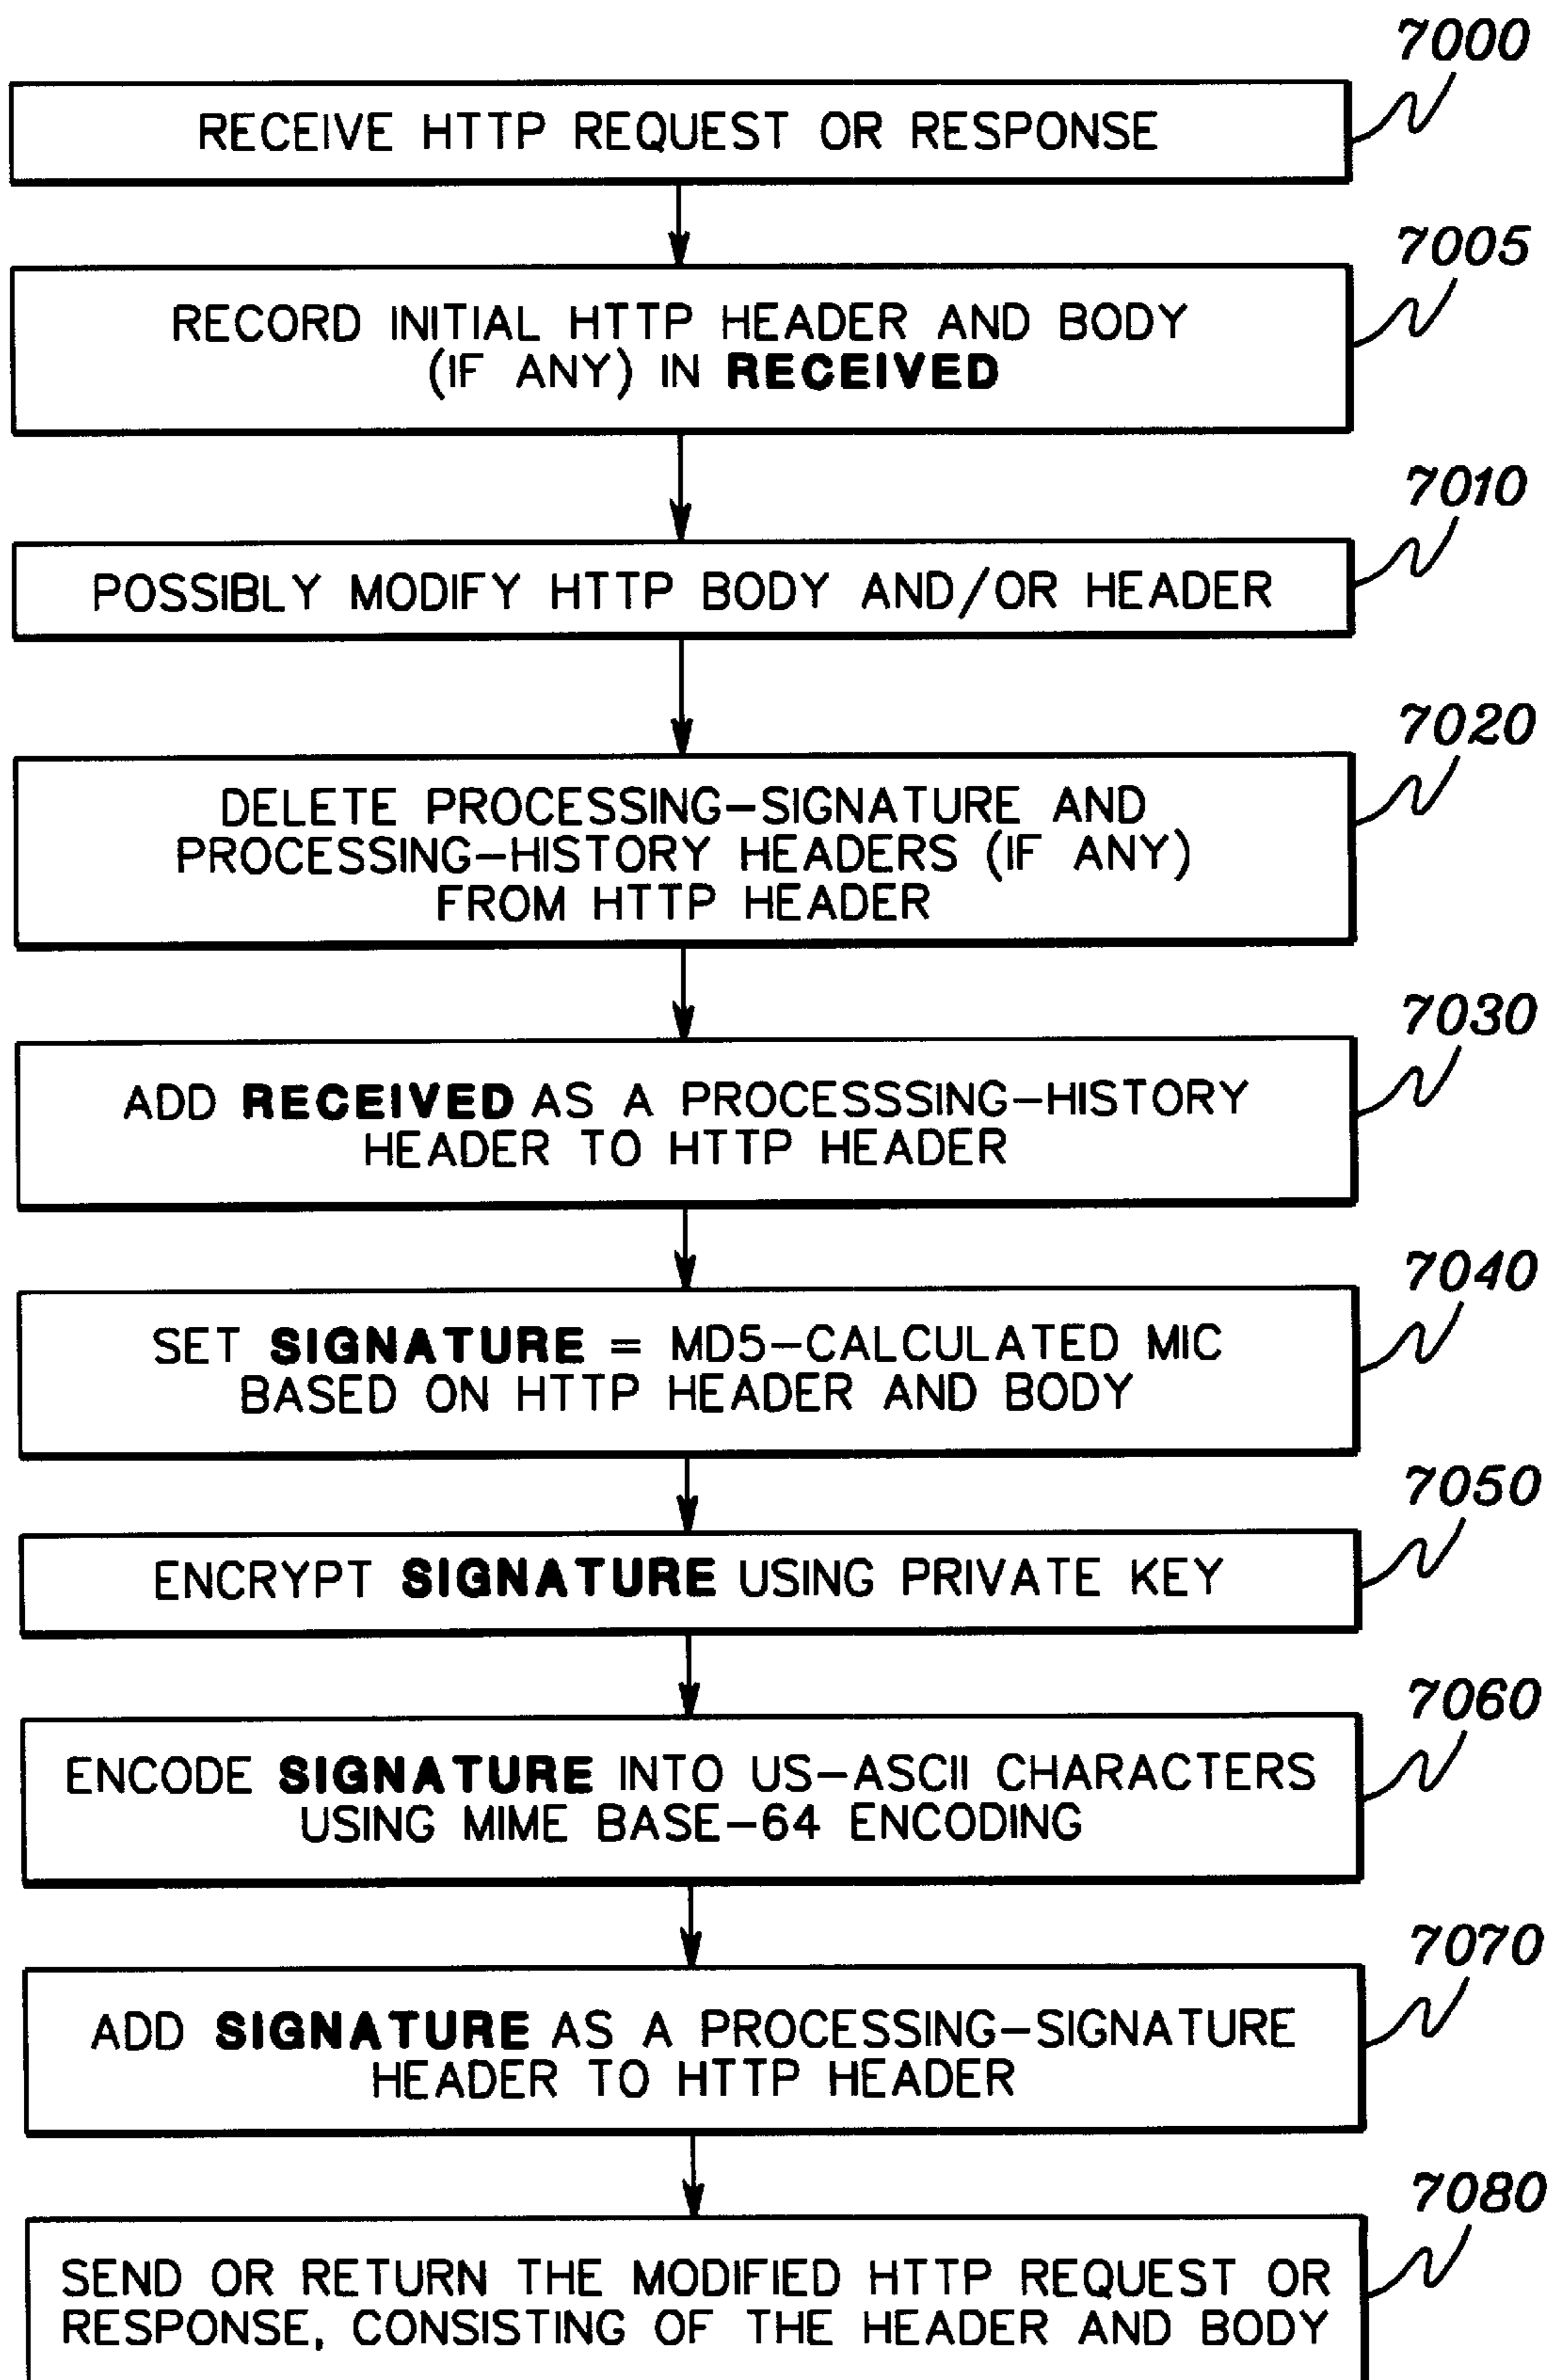 7000
RECEIVE HTTP REQUEST OR RESPONSE
7005
RECORD INITIAL HTTP HEADER AND BODY
(IF ANY) IN RECEIVED
7010
POSSIBLY MODIFY HTTP BODY AND/OR HEADER
7020
DELETE PROCESSING-SIGNATURE AND
PROCESSING-HISTORY HEADERS (IF ANY)
FROM HTTP HEADER
7030
ADD RECEIVED AS A PROCESSSING-HISTORY
HEADER TO HTTP HEADER
7040
SET SIGNATURE = MD5-CALCULATED MIC
BASED ON HTTP HEADER AND BODY
7050
ENCRYPT SIGNATURE USING PRIVATE KEY
7060
ENCODE SIGNATURE INTO US-ASCII CHARACTERS
USING MIME BASE-64 ENCODING
7070
ADD SIGNATURE AS A PROCESSING-SIGNATURE
HEADER TO HTTP HEADER
7080
SEND OR RETURN THE MODIFIED HTTP REQUEST OR
RESPONSE, CONSISTING OF THE HEADER AND BODY